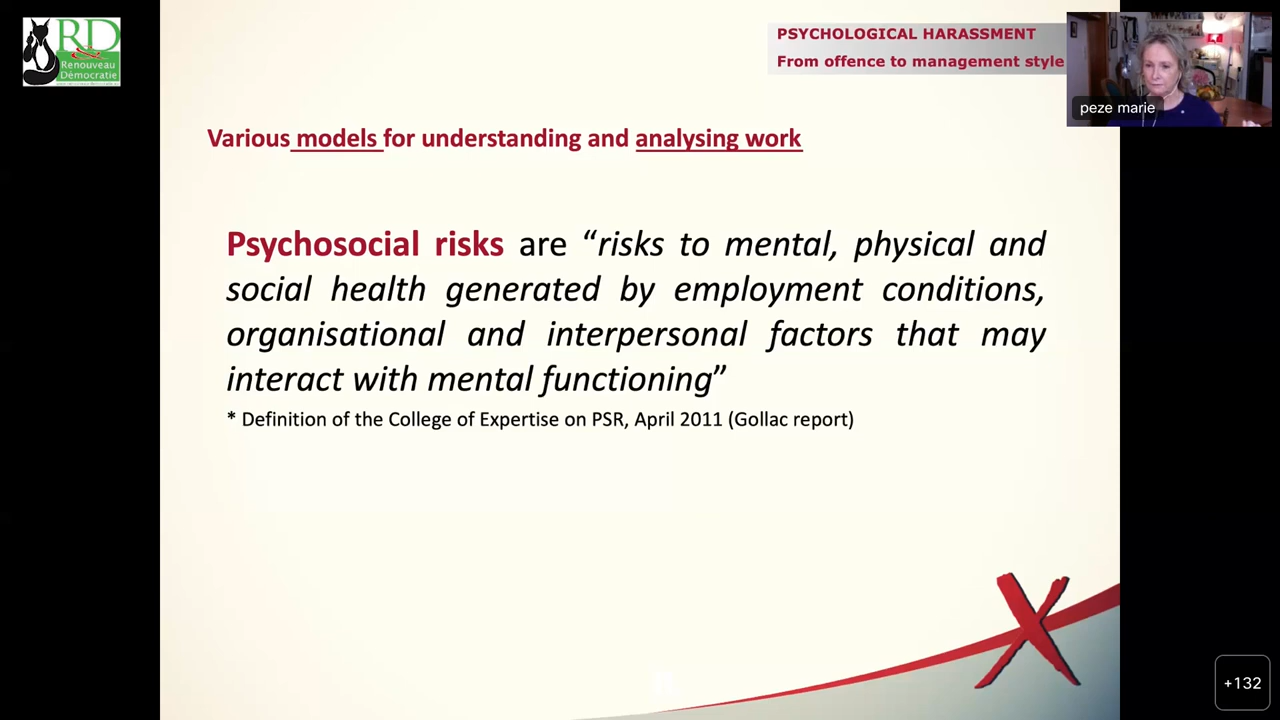 RD
Renouveau
Démocratie
PSYCHOLOGICAL HARASSMENT
From offence to management style
peze marie
Various models for understanding and analysing work
Psychosocial risks are “risks to mental, physical and
social health generated by employment conditions,
organisational and interpersonal factors that may
interact with mental functioning”
* Definition of the College of Expertise on PSR, April 2011 (Gollac report)
+132